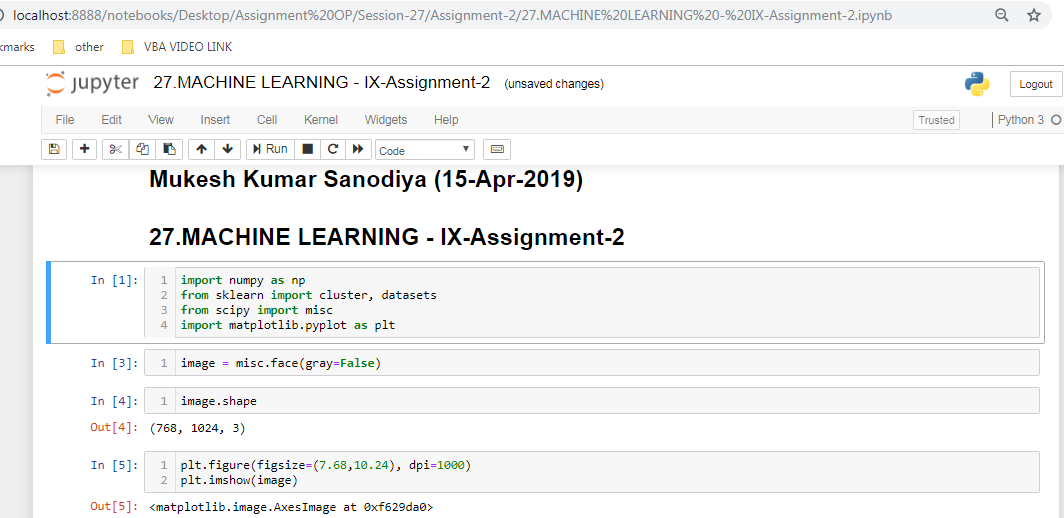 localhost:8888/notebooks/Desktop/Assignment%20OP/Session-27/Assignment-2/27.MACHINE%20LEARNING%20-%20IX-Assignment-2.ipynb
kmarks other VBA VIDEO LINK
jupyter 27.MACHINE LEARNING - IX-Assignment-2 (unsaved changes) Logout
File Edit View Insert Cell Kernel Widgets Help Trusted Python 3
Run Code
Mukesh Kumar Sanodiya (15-Apr-2019)
27.MACHINE LEARNING - IX-Assignment-2
In [1]: 1 import numpy as np
2 from sklearn import cluster, datasets
3 from scipy import misc
4 import matplotlib.pyplot as plt
In [3]: 1 image = misc.face(gray=False)
In [4]: 1 image.shape
Out[4]: (768, 1024, 3)
In [5]: 1 plt.figure(figsize=(7.68,10.24), dpi=1000)
2 plt.imshow(image)
Out[5]: <matplotlib.image.AxesImage at 0xf629da0>